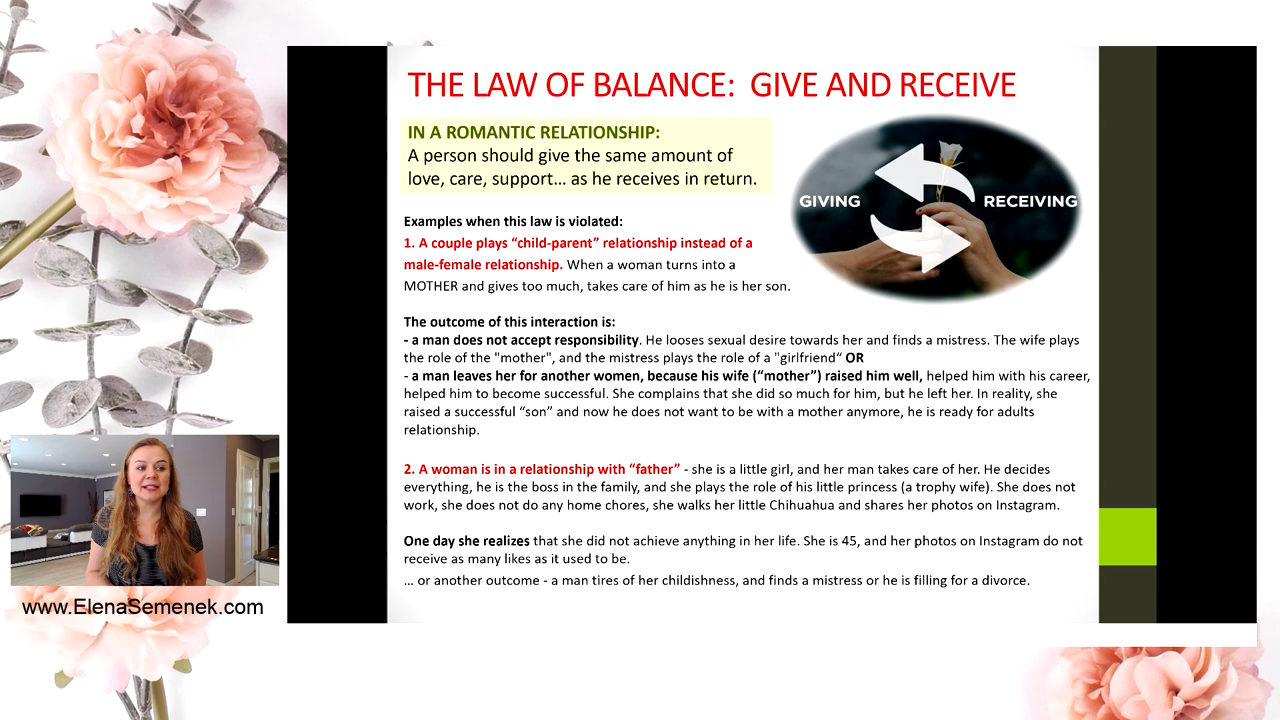 THE LAW OF BALANCE: GIVE AND RECEIVE
IN A ROMANTIC RELATIONSHIP:
A person should give the same amount of
love, care, support... as he receives in return.
GIVING
RECEIVING
Examples when this law is violated:
1. A couple plays “child-parent” relationship instead of a
male-female relationship. When a woman turns into a
MOTHER and gives too much, takes care of him as he is her son.
The outcome of this interaction is:
- a man does not accept responsibility. He looses sexual desire towards her and finds a mistress. The wife plays
the role of the "mother", and the mistress plays the role of a "girlfriend“ OR
- a man leaves her for another women, because his wife (“mother”) raised him well, helped him with his career,
helped him to become successful. She complains that she did so much for him, but he left her. In reality, she
raised a successful “son” and now he does not want to be with a mother anymore, he is ready for adults
relationship.
2. A woman is in a relationship with “father” - she is a little girl, and her man takes care of her. He decides
everything, he is the boss in the family, and she plays the role of his little princess (a trophy wife). She does not
work, she does not do any home chores, she walks her little Chihuahua and shares her photos on Instagram.
One day she realizes that she did not achieve anything in her life. She is 45, and her photos on Instagram do not
receive as many likes as it used to be.
... or another outcome - a man tires of her childishness, and finds a mistress or he is filling for a divorce.
www.ElenaSemenek.com